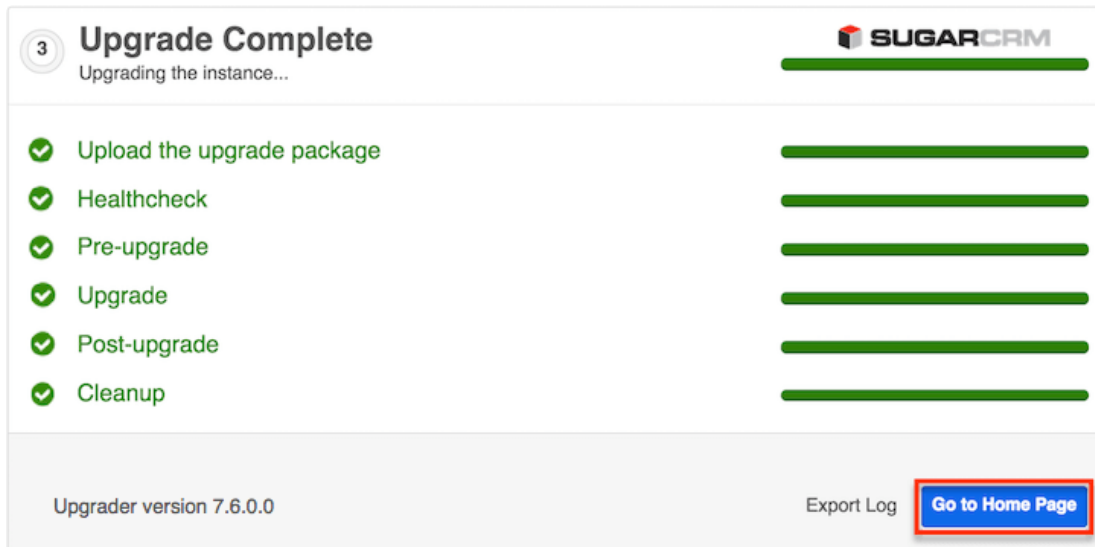 3
Upgrade Complete
SUGARCRM
Upgrading the instance...
Upload the upgrade package
Healthcheck
Pre-upgrade
Upgrade
Post-upgrade
Cleanup
Upgrader version 7.6.0.0
Export Log
Go to Home Page